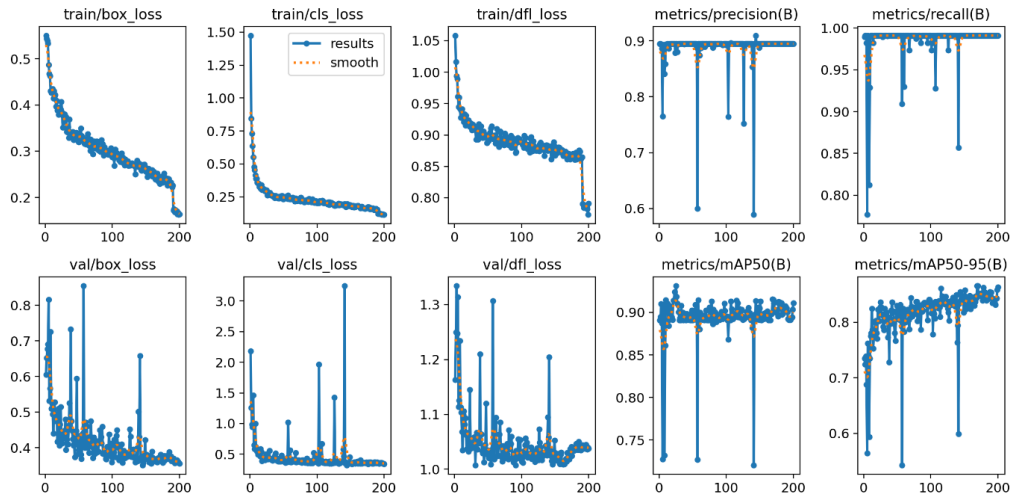 train/box_loss
train/cls_loss
train/dfl_loss
metrics/precision(B)
metrics/recall(B)
0.5
0.4
0.3
0.2
0 100 200
1.50
1.25
1.00
0.75
0.50
0.25
results
smooth
0 100 200
1.05
1.00
0.95
0.90
0.85
0.80
0 100 200
0.9
0.8
0.7
0.6
0 100 200
1.00
0.95
0.90
0.85
0.80
0 100 200
val/box_loss
val/cls_loss
val/dfl_loss
metrics/mAP50(B)
metrics/mAP50-95(B)
0.8
0.7
0.6
0.5
0.4
0 100 200
3.0
2.5
2.0
1.5
1.0
0.5
0 100 200
1.3
1.2
1.1
1.0
0 100 200
0.90
0.85
0.80
0.75
0 100 200
0.8
0.7
0.6
0 100 200